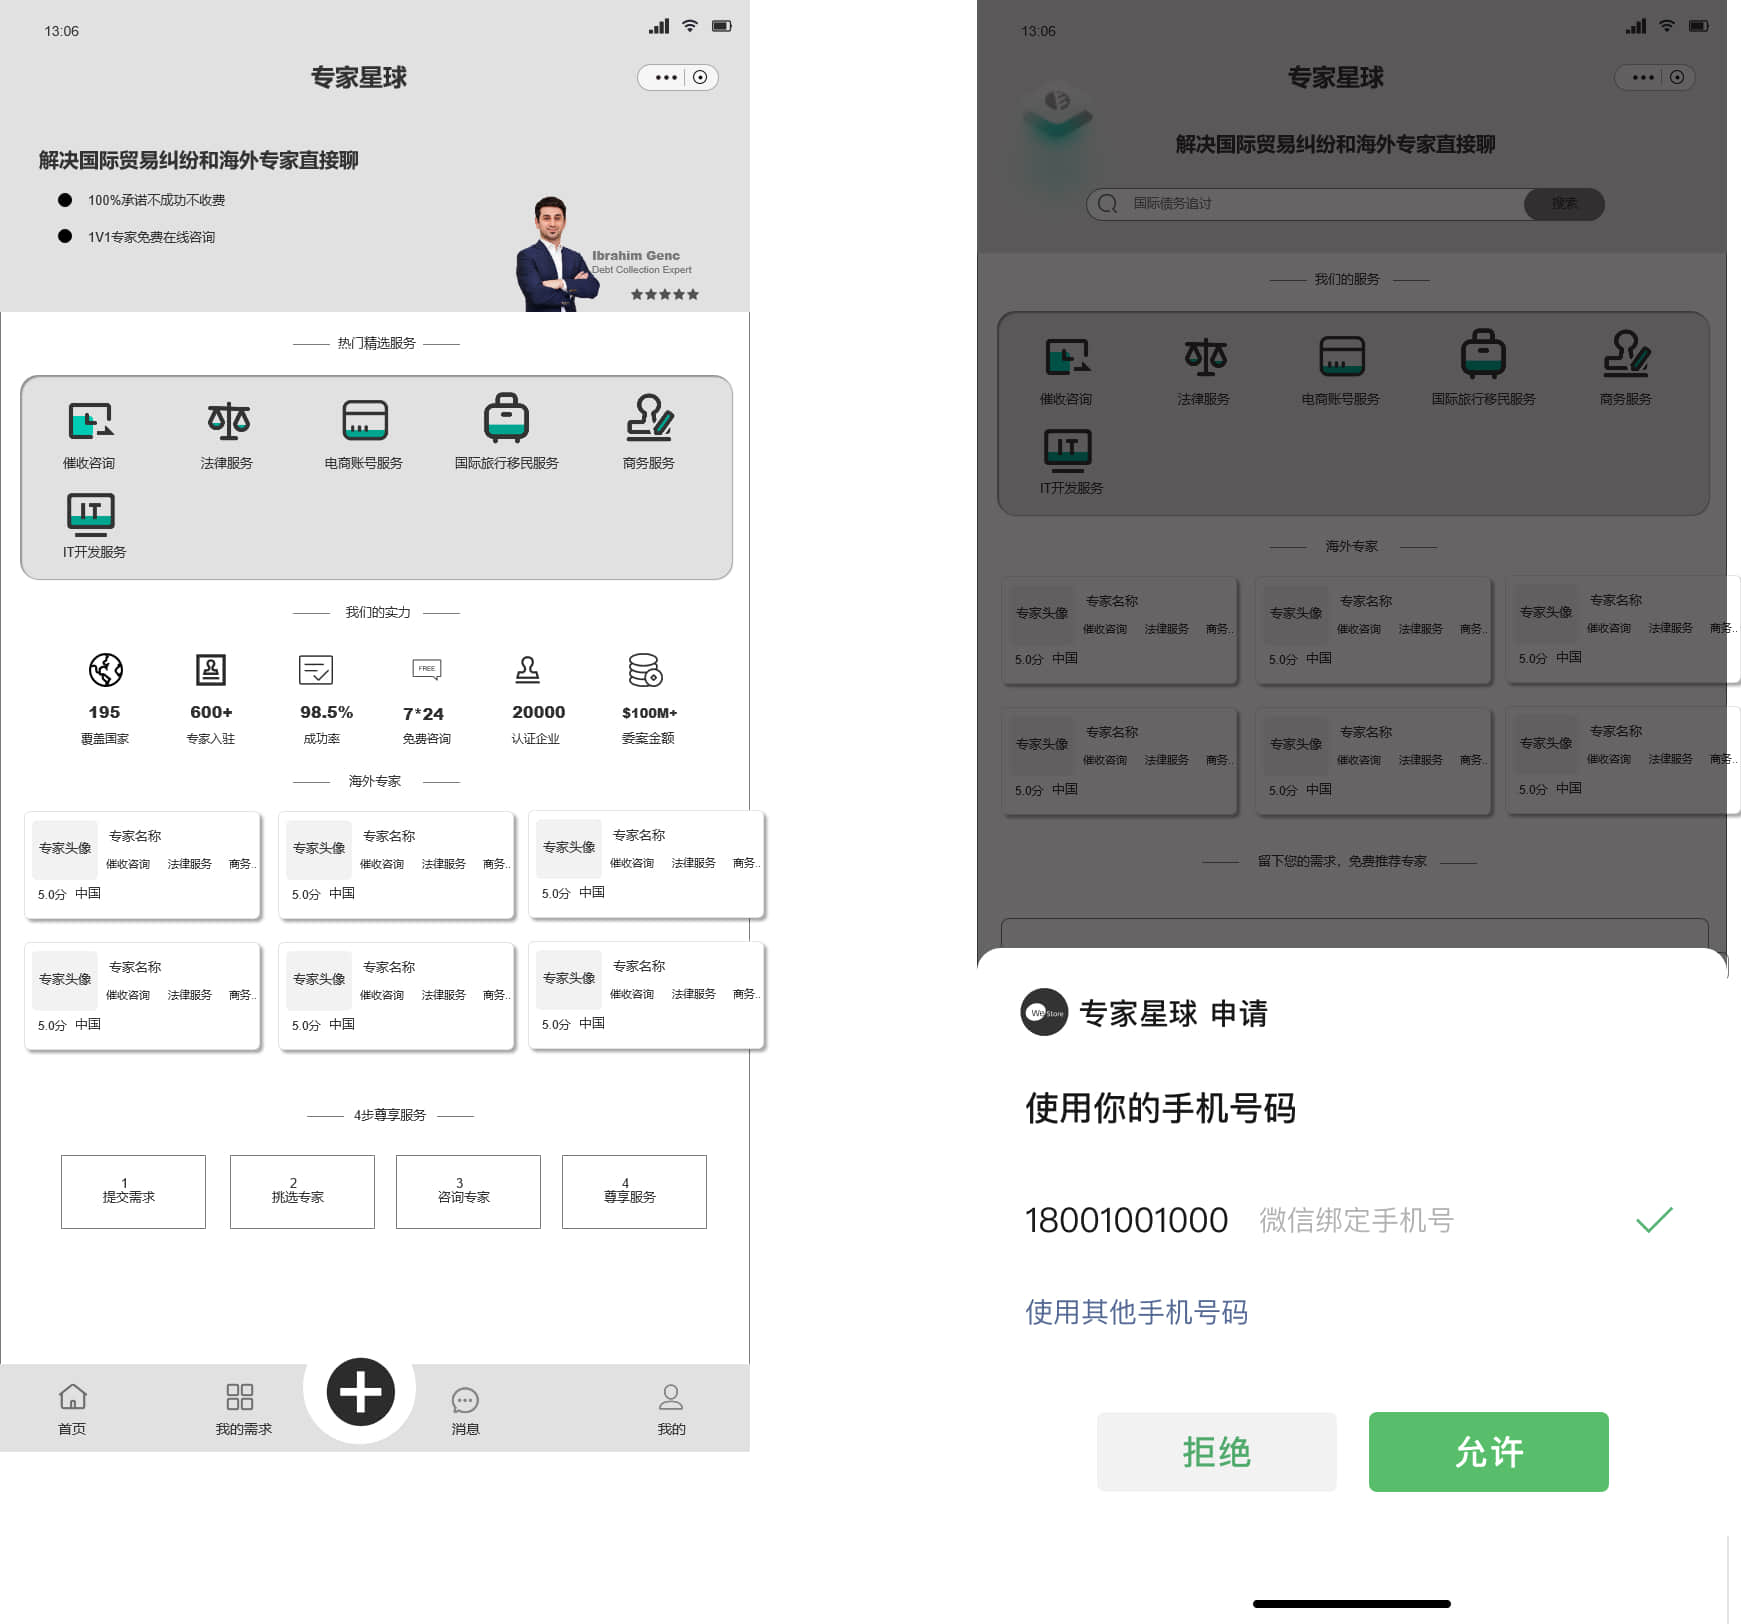 13:06
专家星球
解决国际贸易纠纷和海外专家直接聊
100%承诺不成功不收费
1V1专家免费在线咨询
Ibrahim Genc
Debt Collection Expert
热门精选服务
催收咨询 法律服务 电商账号服务 国际旅行移民服务 商务服务
IT
IT开发服务
我们的实力
FREE
195 600+ 98.5% 7*24 20000 $100M+
覆盖国家 专家入驻 成功率 免费咨询 认证企业 委案金额
海外专家
专家头像 专家名称 专家头像 专家名称 专家头像 专家名称
催收咨询 法律服务 商务.. 催收咨询 法律服务 商务.. 催收咨询 法律服务 商务..
5.0分 中国 5.0分 中国 5.0分 中国
专家头像 专家名称 专家头像 专家名称 专家头像 专家名称
催收咨询 法律服务 商务.. 催收咨询 法律服务 商务.. 催收咨询 法律服务 商务..
5.0分 中国 5.0分 中国 5.0分 中国
4步尊享服务
1 2 3 4
提交需求 挑选专家 咨询专家 尊享服务
首页 我的需求 消息 我的
13:06
专家星球
解决国际贸易纠纷和海外专家直接聊
国际债务追讨 搜索
我们的服务
催收咨询 法律服务 电商账号服务 国际旅行移民服务 商务服务
IT
IT开发服务
海外专家
专家头像 专家名称 专家头像 专家名称 专家头像 专家名称
催收咨询 法律服务 商务.. 催收咨询 法律服务 商务.. 催收咨询 法律服务 商务..
5.0分 中国 5.0分 中国 5.0分 中国
专家头像 专家名称 专家头像 专家名称 专家头像 专家名称
催收咨询 法律服务 商务.. 催收咨询 法律服务 商务.. 催收咨询 法律服务 商务..
5.0分 中国 5.0分 中国 5.0分 中国
留下您的需求，免费推荐专家
WeStore 专家星球 申请
使用你的手机号码
18001001000 微信绑定手机号
使用其他手机号码
拒绝 允许